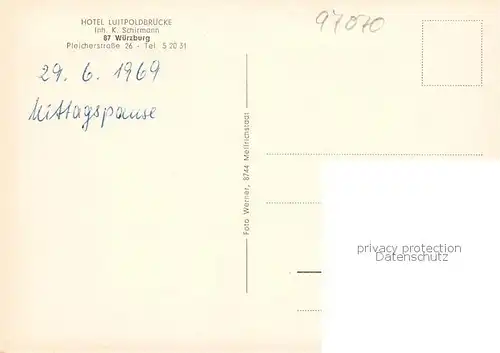 HOTEL LUITPOLDBRÜCKE
Inh. K. Schirmann
87 Würzburg
Pleicherstraße 26 - Tel. 5 20 31
97070
29. 6. 1969
Mittagspause
Foto Werner, 8744 Mellrichstadt
privacy protection
Datenschutz